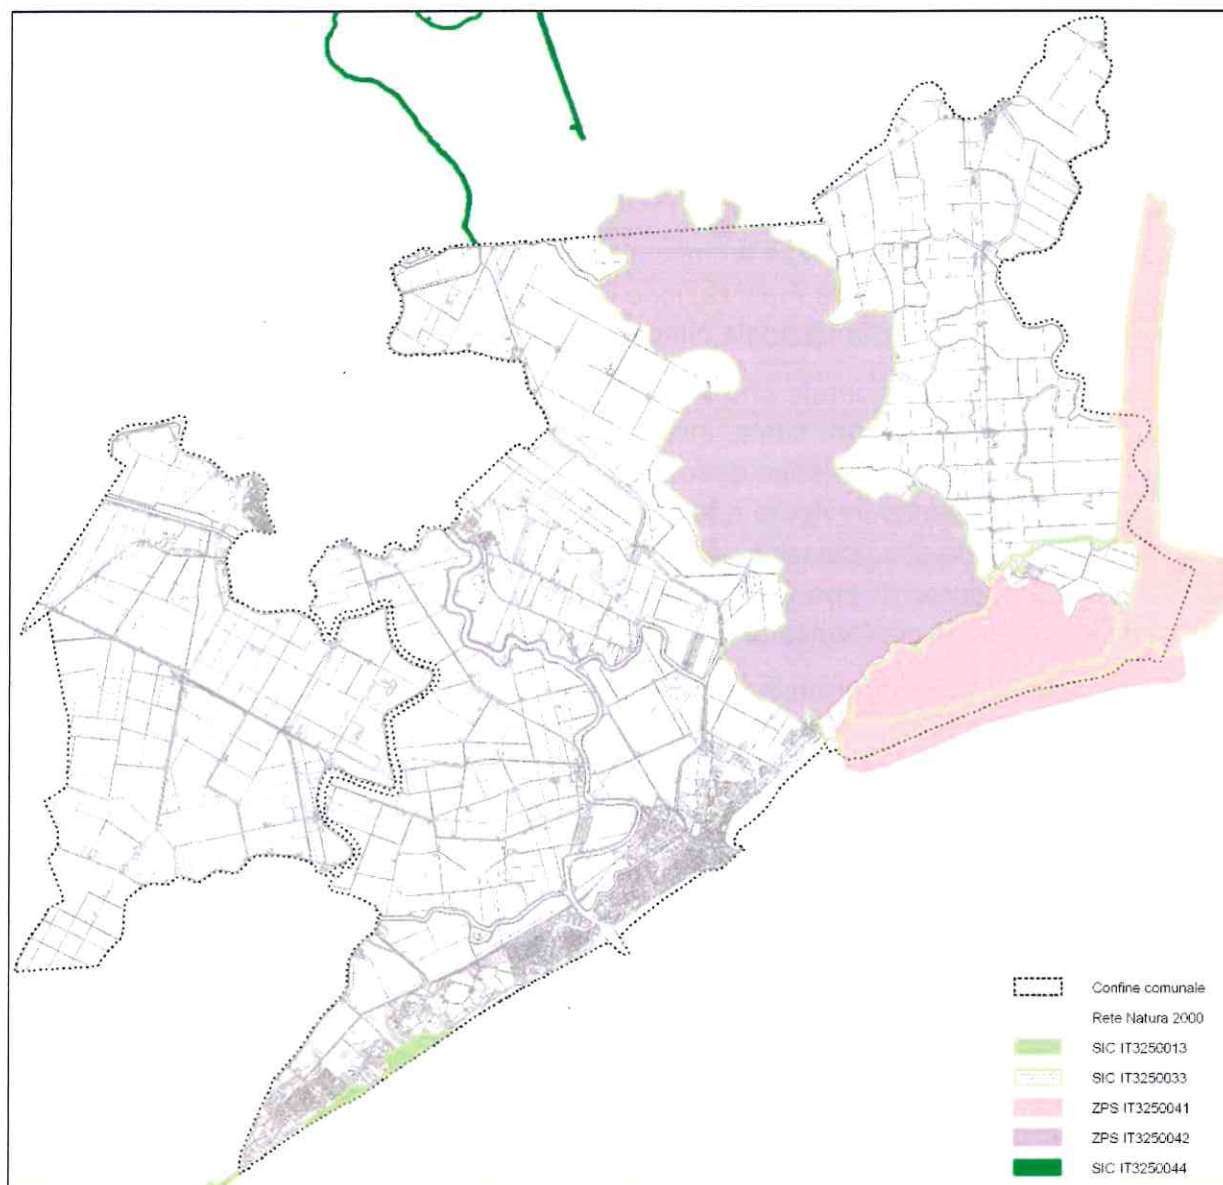 Confine comunale
Rete Natura 2000
SIC IT3250013
SIC IT3250033
ZPS IT3250041
ZPS IT3250042
SIC IT3250044